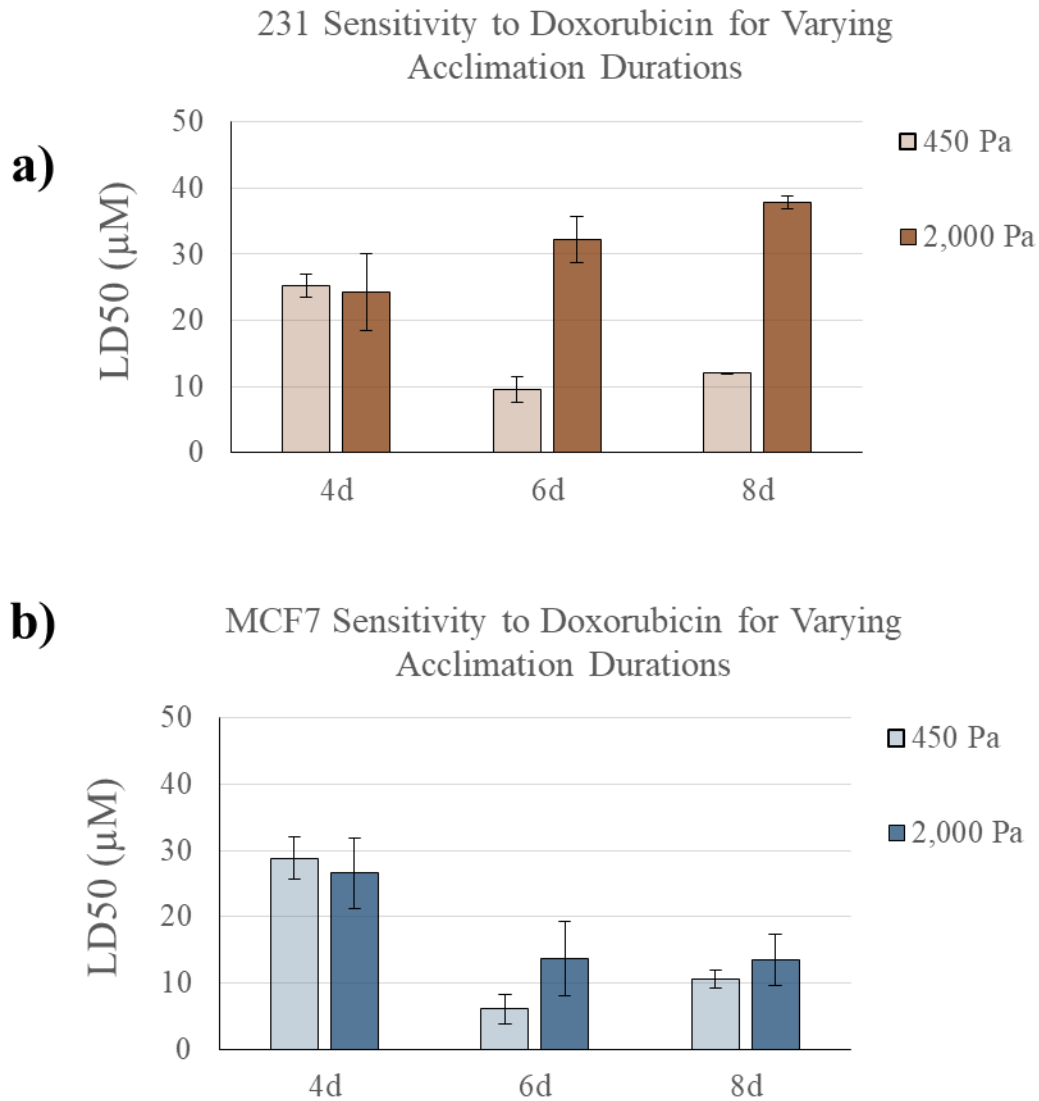 231 Sensitivity to Doxorubicin for Varying
Acclimation Durations
a)
LD50 (µM)
50
40
30
20
10
0
4d 6d 8d
450 Pa
2,000 Pa
b)
MCF7 Sensitivity to Doxorubicin for Varying
Acclimation Durations
LD50 (µM)
50
40
30
20
10
0
4d 6d 8d
450 Pa
2,000 Pa